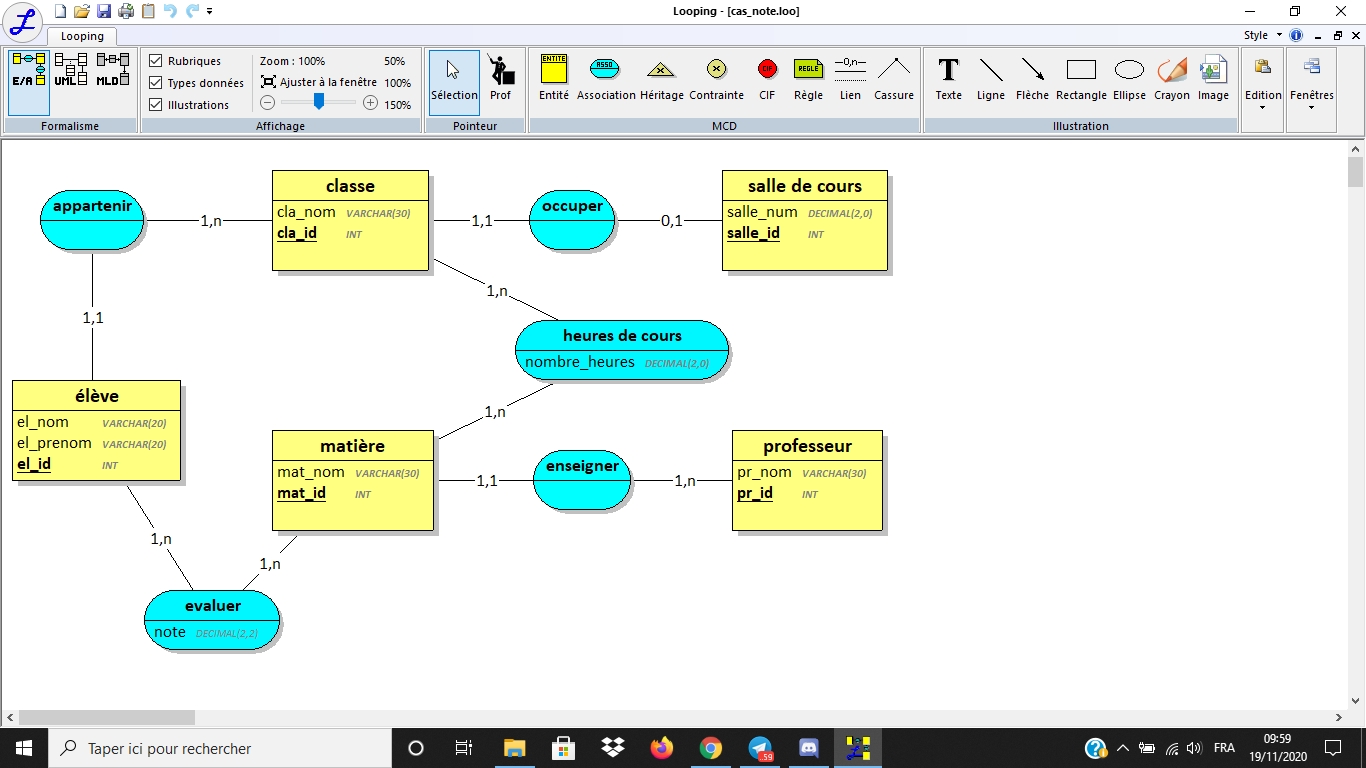 Looping - [cas_note.loo]
Looping
Style
E/A
UML
MLD
Formalisme
Rubriques
Types données
Illustrations
Zoom : 100%
50%
Ajuster à la fenêtre
100%
150%
Affichage
Sélection
Prof
Pointeur
ENTITÉ
Entité
ASSO
Association
Héritage
Contrainte
CIF
CIF
RÈGLE
Règle
—0,n—
Lien
Cassure
MCD
T
Texte
Ligne
Flèche
Rectangle
Ellipse
Crayon
Image
Illustration
Edition
Fenêtres
appartenir
1,n
classe
cla_nom VARCHAR(30)
cla_id INT
1,1
occuper
0,1
salle de cours
salle_num DECIMAL(2,0)
salle_id INT
1,n
1,1
heures de cours
nombre_heures DECIMAL(2,0)
élève
el_nom VARCHAR(20)
el_prenom VARCHAR(20)
el_id INT
1,n
matière
mat_nom VARCHAR(30)
mat_id INT
1,1
enseigner
1,n
professeur
pr_nom VARCHAR(30)
pr_id INT
1,n
1,n
evaluer
note DECIMAL(2,2)
Taper ici pour rechercher
.59
FRA
09:59
19/11/2020